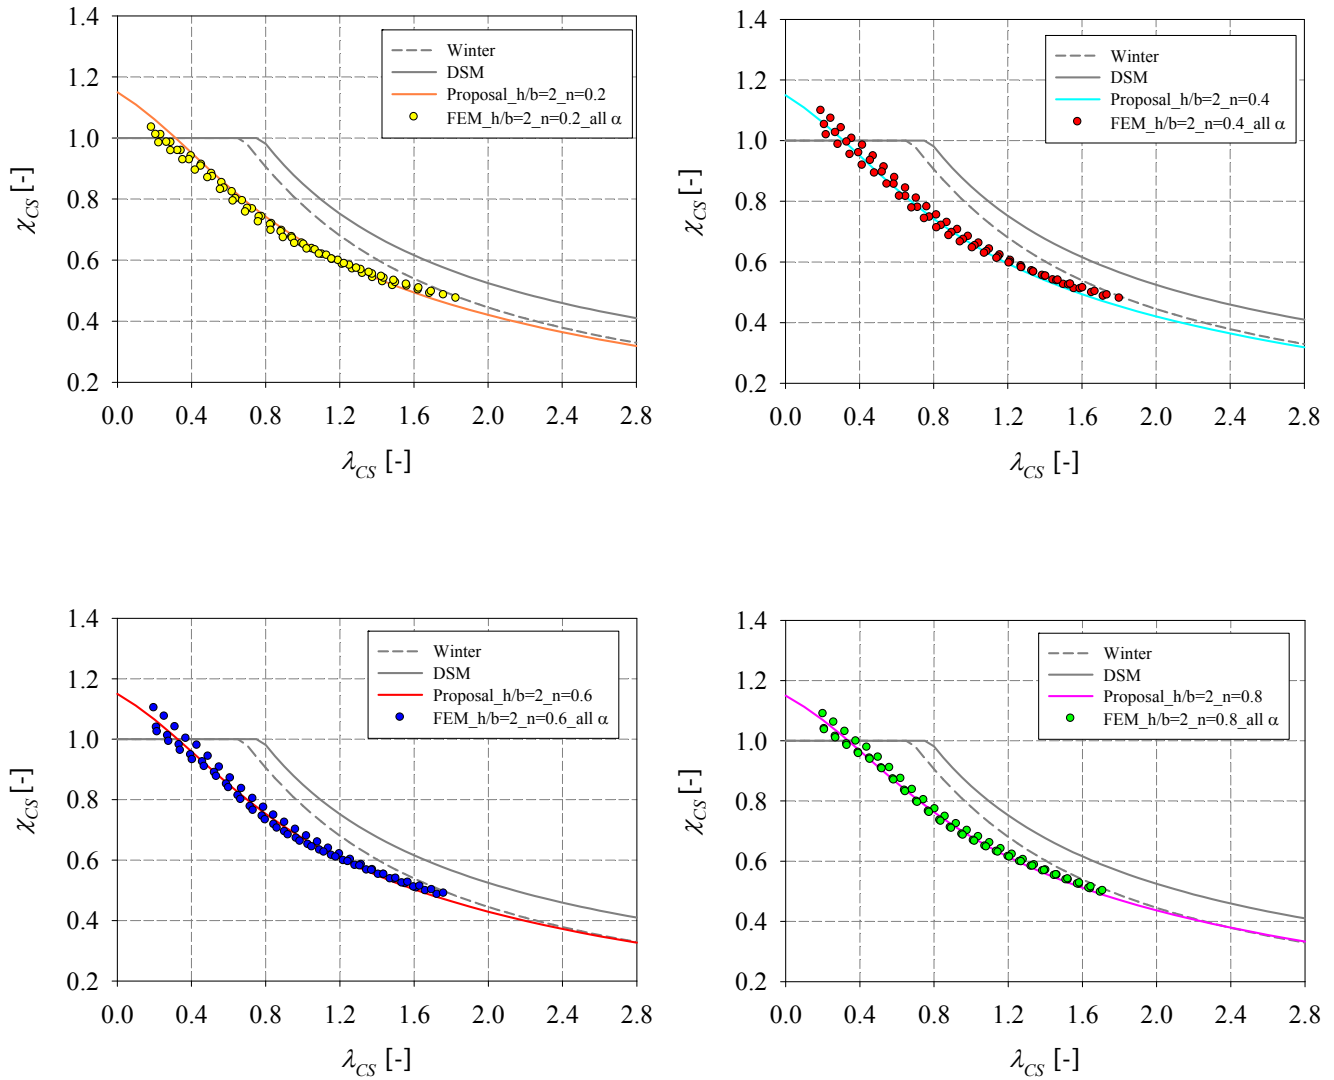 1.4
1.2
1.0
0.8
0.6
0.4
0.2
χCS [-]
0.0 0.4 0.8 1.2 1.6 2.0 2.4 2.8
λCS [-]
Winter
DSM
Proposal_h/b=2_n=0.2
FEM_h/b=2_n=0.2_all α
1.4
1.2
1.0
0.8
0.6
0.4
0.2
χCS [-]
0.0 0.4 0.8 1.2 1.6 2.0 2.4 2.8
λCS [-]
Winter
DSM
Proposal_h/b=2_n=0.4
FEM_h/b=2_n=0.4_all α
1.4
1.2
1.0
0.8
0.6
0.4
0.2
χCS [-]
0.0 0.4 0.8 1.2 1.6 2.0 2.4 2.8
λCS [-]
Winter
DSM
Proposal_h/b=2_n=0.6
FEM_h/b=2_n=0.6_all α
1.4
1.2
1.0
0.8
0.6
0.4
0.2
χCS [-]
0.0 0.4 0.8 1.2 1.6 2.0 2.4 2.8
λCS [-]
Winter
DSM
Proposal_h/b=2_n=0.8
FEM_h/b=2_n=0.8_all α